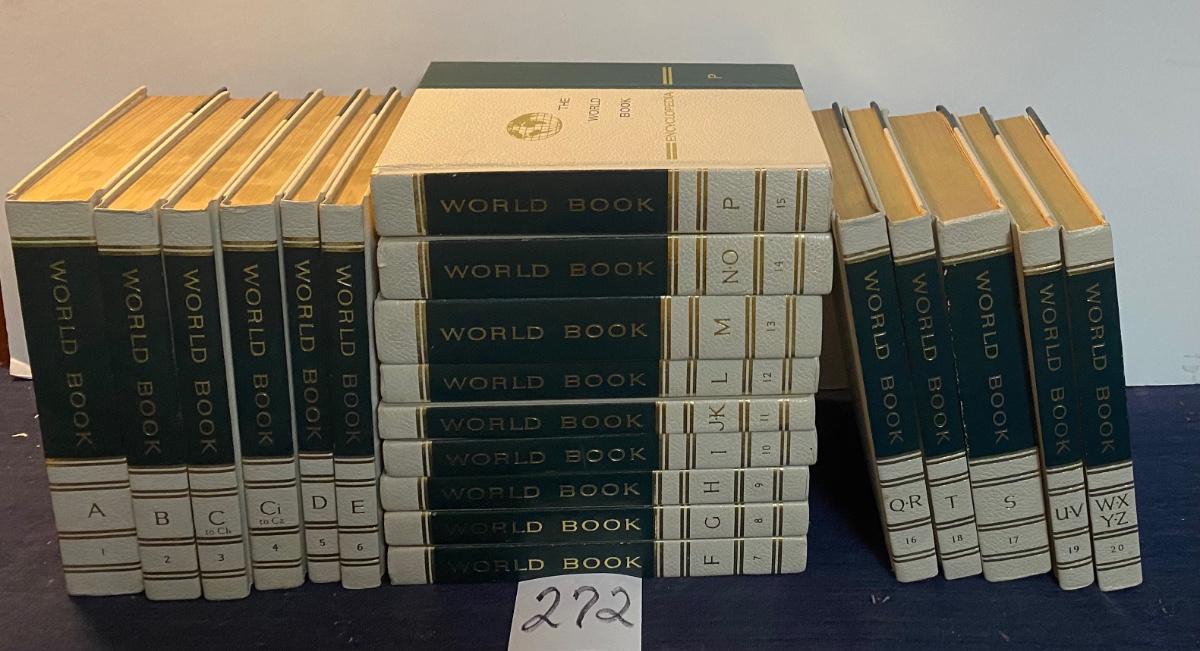 WORLD BOOK
A
1
WORLD BOOK
B
2
WORLD BOOK
C
to Ch
3
WORLD BOOK
Ci
to Cz
4
WORLD BOOK
D
5
WORLD BOOK
E
6
THE
WORLD
BOOK
ENCYCLOPEDIA
P
WORLD BOOK P 15
WORLD BOOK N·O 14
WORLD BOOK M 13
WORLD BOOK L 12
WORLD BOOK J·K 11
WORLD BOOK I 10
WORLD BOOK H 9
WORLD BOOK G 8
WORLD BOOK F 7
272
WORLD BOOK
Q·R
16
WORLD BOOK
T
18
WORLD BOOK
S
17
WORLD BOOK
U·V
19
WORLD BOOK
W·X
Y·Z
20